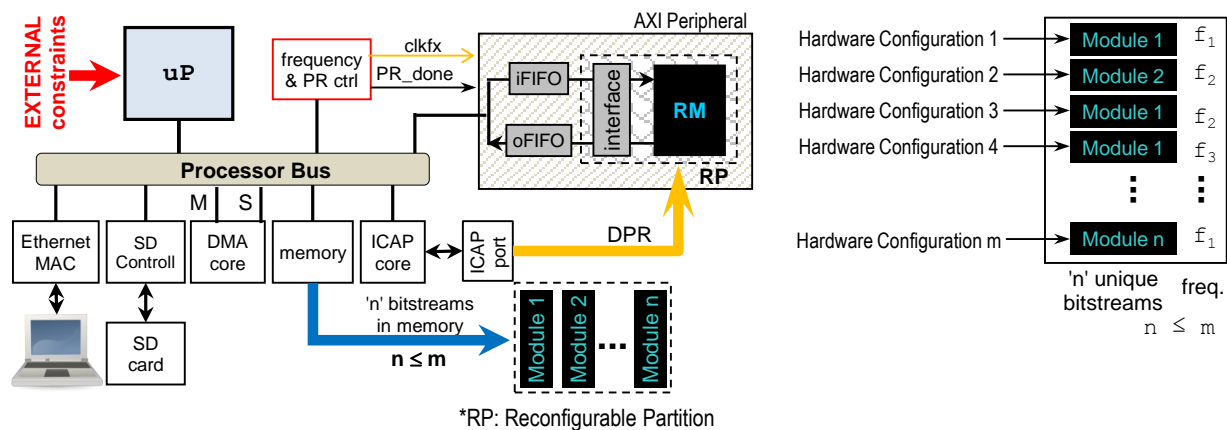 EXTERNAL
constraints
uP
frequency
& PR ctrl
clkfx
PR_done
AXI Peripheral
iFIFO
oFIFO
interface
RM
RP
Processor Bus
M
S
Ethernet
MAC
SD
Controll
DMA
core
memory
ICAP
core
ICAP
port
DPR
SD
card
'n' bitstreams
in memory
n ≤ m
Module 1
Module 2
...
Module n
*RP: Reconfigurable Partition
Hardware Configuration 1
Module 1
f1
Hardware Configuration 2
Module 2
f2
Hardware Configuration 3
Module 1
f2
Hardware Configuration 4
Module 1
f3
Hardware Configuration m
Module n
f1
'n' unique
bitstreams
freq.
n ≤ m